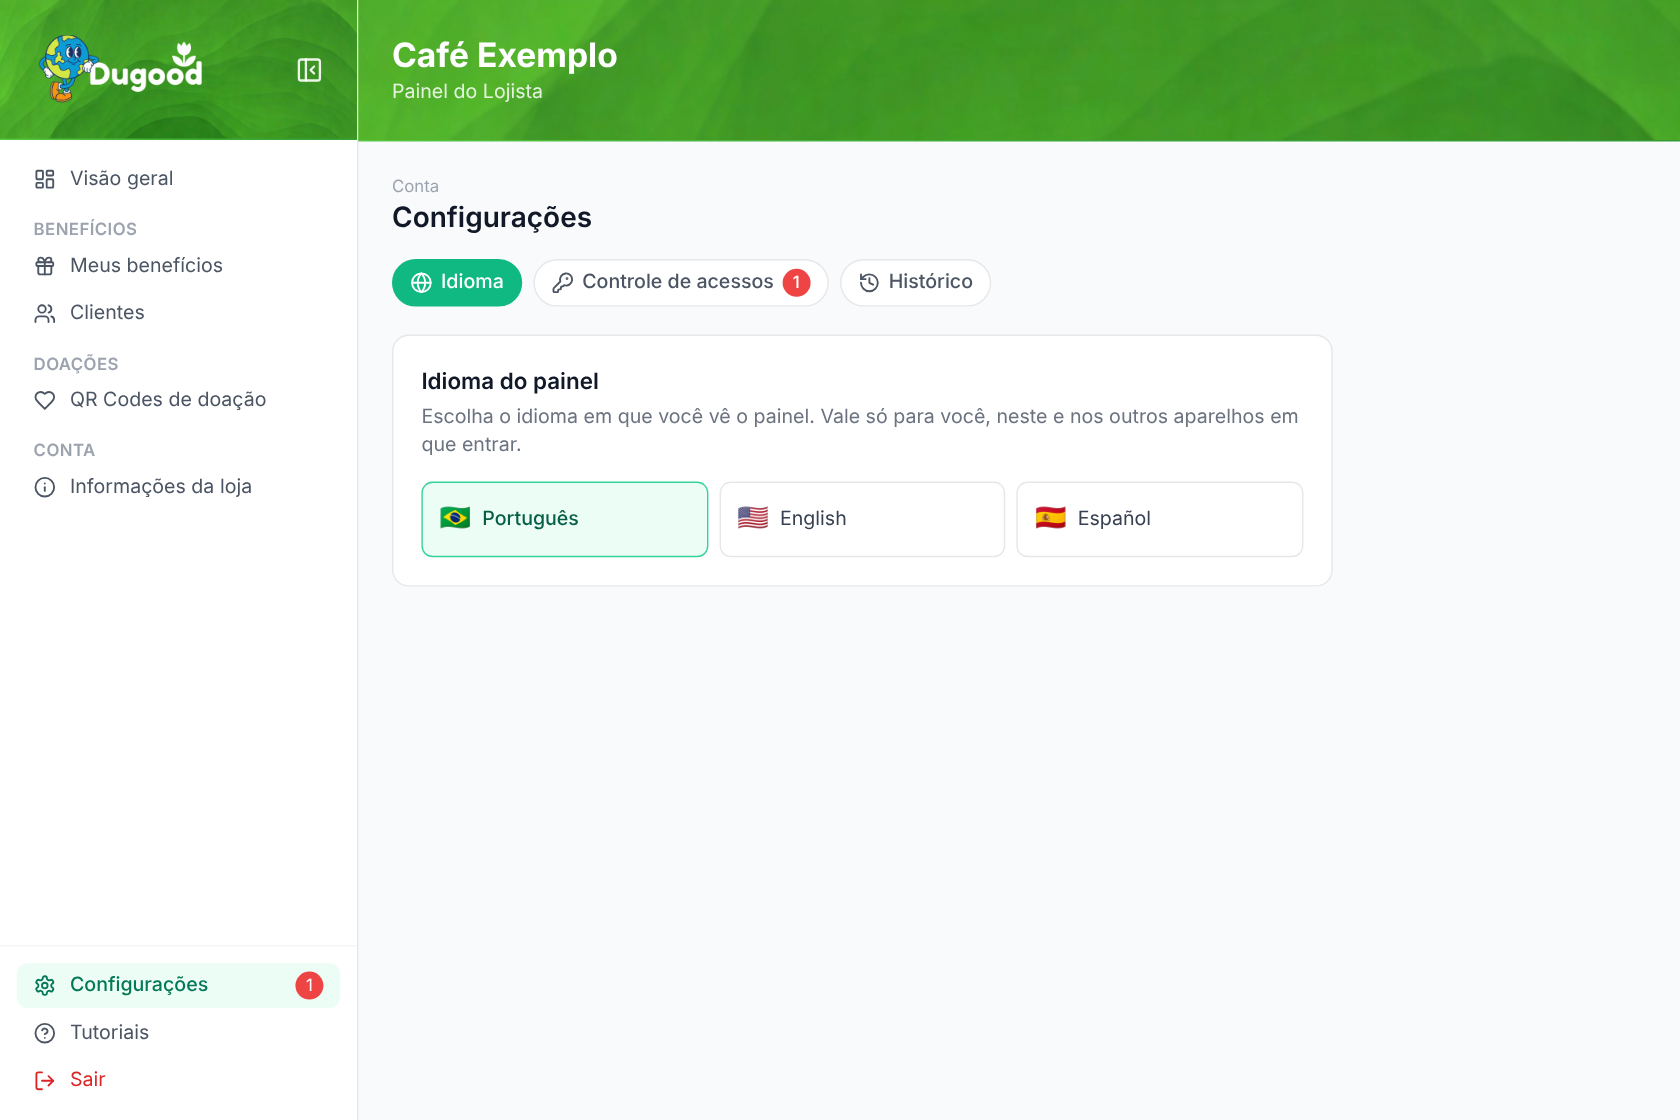 Dugood
Café Exemplo
Painel do Lojista
Visão geral
BENEFÍCIOS
Meus benefícios
Clientes
DOAÇÕES
QR Codes de doação
CONTA
Informações da loja
Configurações 1
Tutoriais
Sair
Conta
Configurações
Idioma
Controle de acessos 1
Histórico
Idioma do painel
Escolha o idioma em que você vê o painel. Vale só para você, neste e nos outros aparelhos em
que entrar.
Português
English
Español